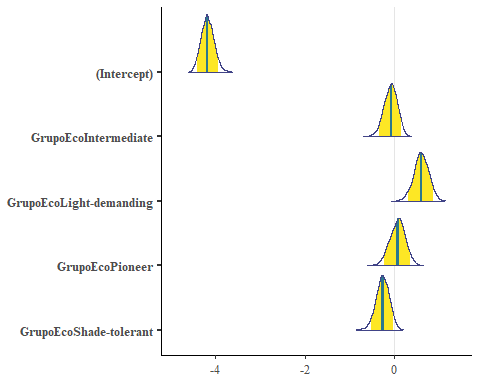 (Intercept)
GrupoEcoIntermediate
GrupoEcoLight-demanding
GrupoEcoPioneer
GrupoEcoShade-tolerant
-4 -2 0